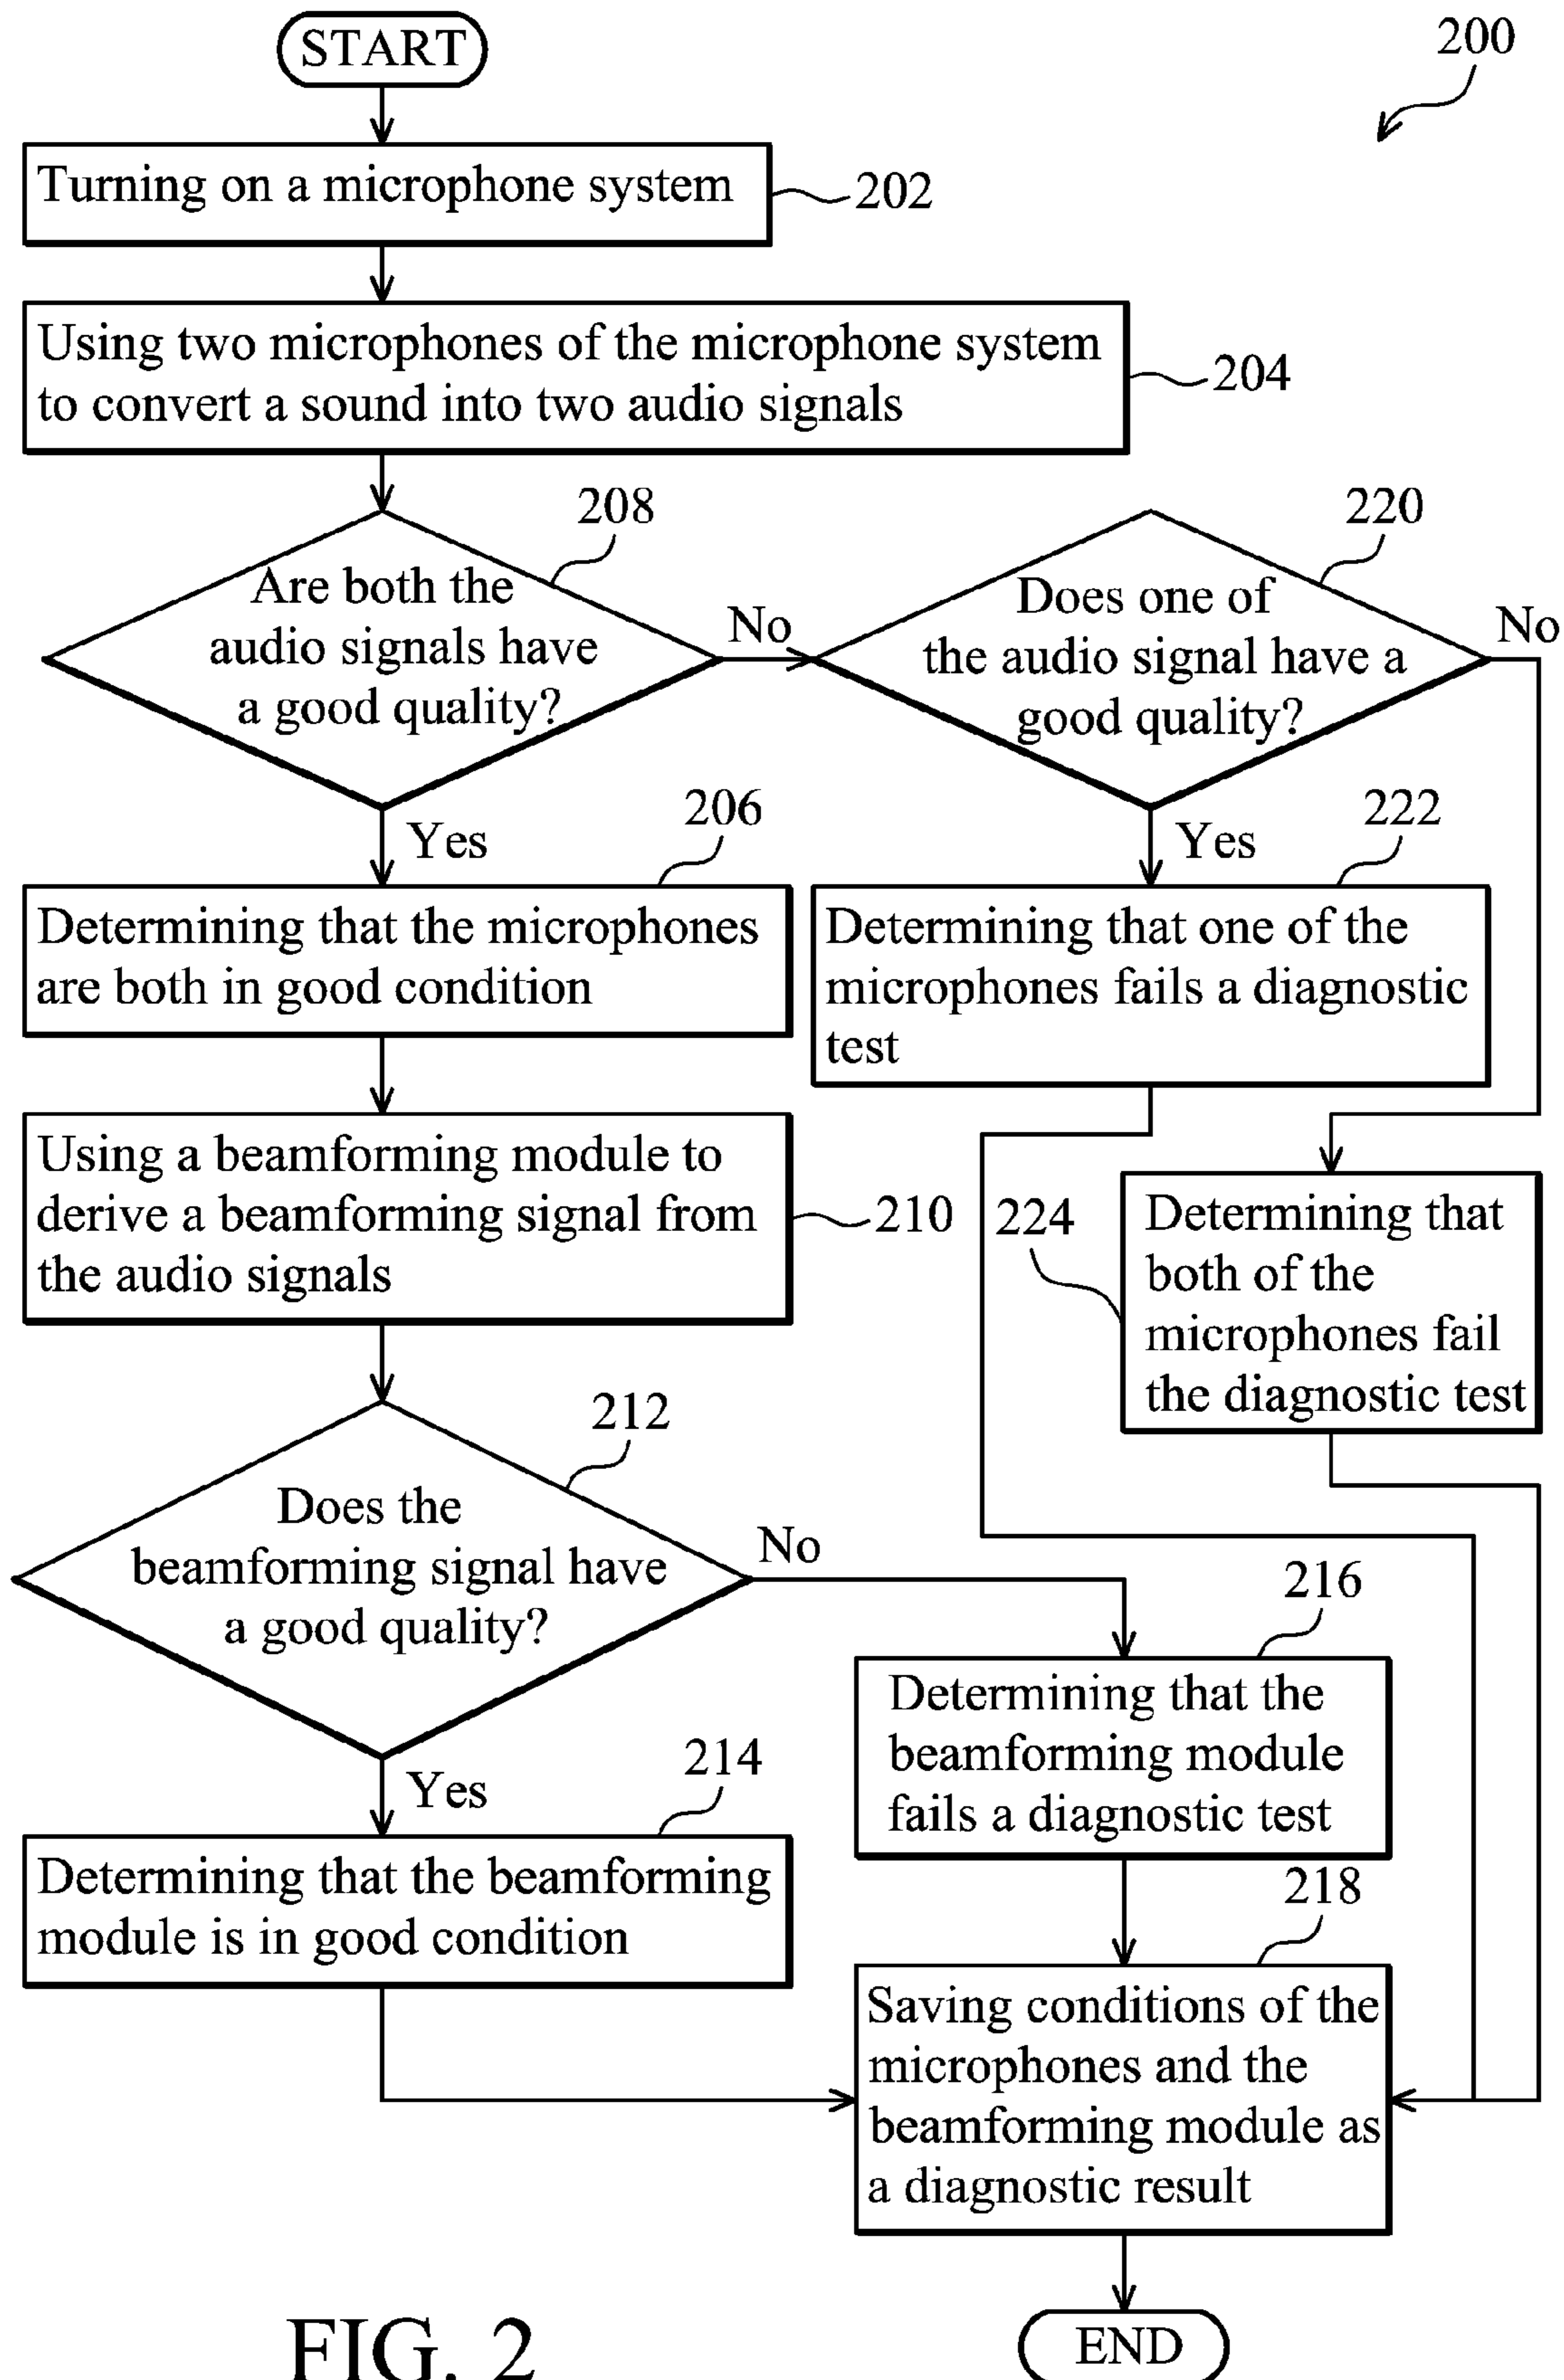 START
200
Turning on a microphone system
202
Using two microphones of the microphone system
to convert a sound into two audio signals
204
208
Are both the
audio signals have
a good quality?
No
220
Does one of
the audio signal have a
good quality?
No
Yes
206
Determining that the microphones
are both in good condition
Yes
222
Determining that one of the
microphones fails a diagnostic
test
Using a beamforming module to
derive a beamforming signal from
the audio signals
210
224
Determining that
both of the
microphones fail
the diagnostic test
212
Does the
beamforming signal have
a good quality?
No
216
Determining that the
beamforming module
fails a diagnostic test
Yes
214
Determining that the beamforming
module is in good condition
218
Saving conditions of the
microphones and the
beamforming module as
a diagnostic result
END
FIG. 2